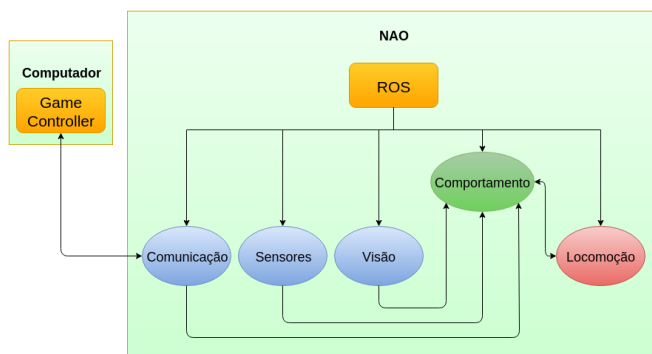 NAO
Computador
ROS
Game
Controller
Comportamento
Comunicação
Sensores
Visão
Locomoção